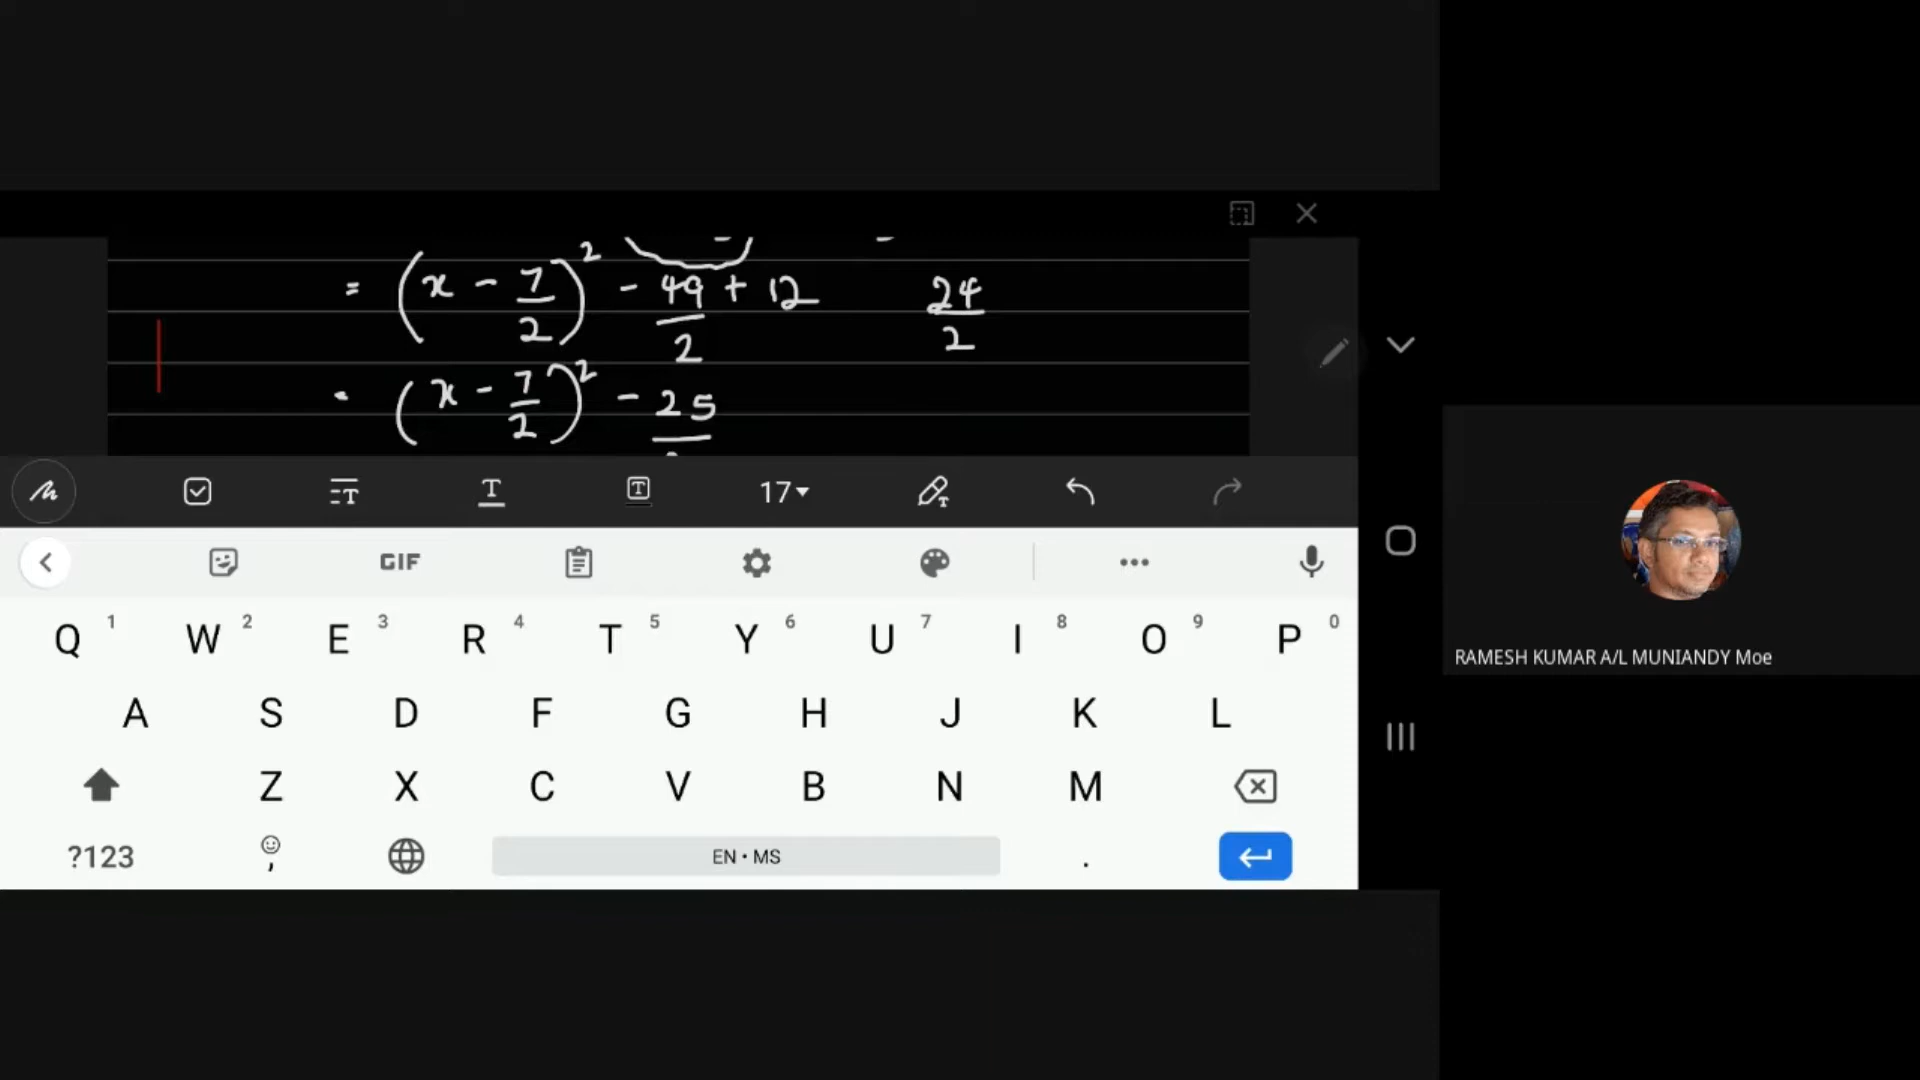 = (x - 7/2)² - 49/2 + 12    24/2
= (x - 7/2)² - 25/
17
GIF
Q 1 W 2 E 3 R 4 T 5 Y 6 U 7 I 8 O 9 P 0
A S D F G H J K L
Z X C V B N M
?123 , EN • MS .
RAMESH KUMAR A/L MUNIANDY Moe